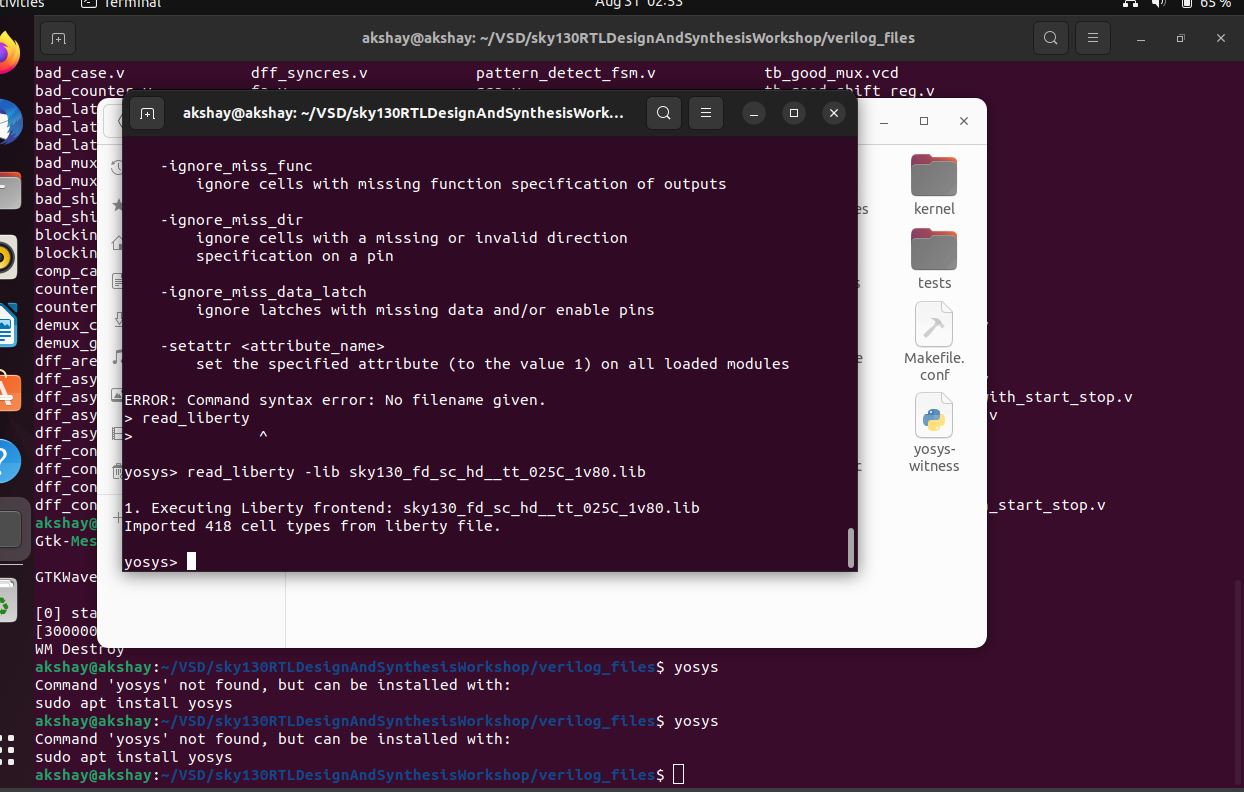 Terminal
Aug 31 02:53
65 %
akshay@akshay: ~/VSD/sky130RTLDesignAndSynthesisWorkshop/verilog_files
bad_case.v dff_syncres.v pattern_detect_fsm.v tb_good_mux.vcd
bad_counter.v tb_good_shift_reg.v
bad_lat
bad_lat
bad_lat
bad_mux
bad_mux
bad_shi
bad_shi
blockin
blockin
comp_ca
counter
counter
demux_c
demux_g
dff_are
dff_asy
dff_asy ith_start_stop.v
dff_asy v
dff_asy
dff_con
dff_con
dff_con
dff_con _start_stop.v
akshay@
Gtk-Mes
GTKWave
[0] sta
[300000
WM Destroy
akshay@akshay:~/VSD/sky130RTLDesignAndSynthesisWorkshop/verilog_files$ yosys
Command 'yosys' not found, but can be installed with:
sudo apt install yosys
akshay@akshay:~/VSD/sky130RTLDesignAndSynthesisWorkshop/verilog_files$ yosys
Command 'yosys' not found, but can be installed with:
sudo apt install yosys
akshay@akshay:~/VSD/sky130RTLDesignAndSynthesisWorkshop/verilog_files$
akshay@akshay: ~/VSD/sky130RTLDesignAndSynthesisWork...
-ignore_miss_func
ignore cells with missing function specification of outputs
-ignore_miss_dir
ignore cells with a missing or invalid direction
specification on a pin
-ignore_miss_data_latch
ignore latches with missing data and/or enable pins
-setattr <attribute_name>
set the specified attribute (to the value 1) on all loaded modules
ERROR: Command syntax error: No filename given.
> read_liberty
> ^
yosys> read_liberty -lib sky130_fd_sc_hd__tt_025C_1v80.lib
1. Executing Liberty frontend: sky130_fd_sc_hd__tt_025C_1v80.lib
Imported 418 cell types from liberty file.
yosys>
kernel
tests
Makefile.
conf
yosys-
witness